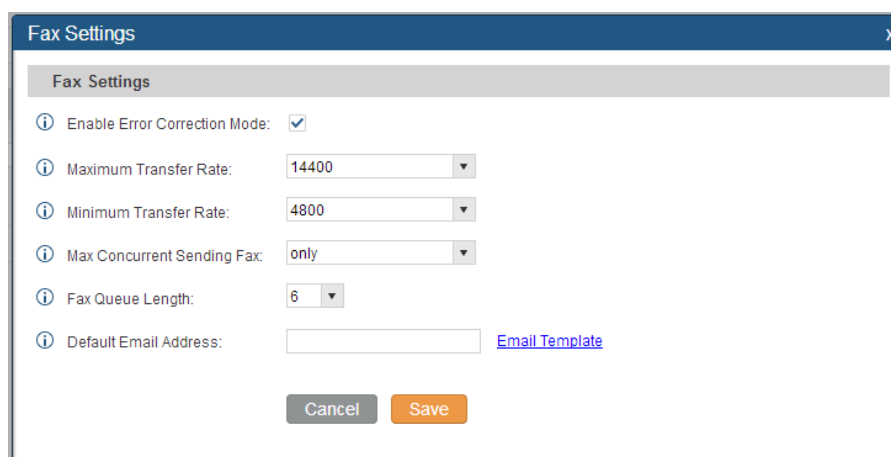 Fax Settings x
Fax Settings
Enable Error Correction Mode:
Maximum Transfer Rate: 14400
Minimum Transfer Rate: 4800
Max Concurrent Sending Fax: only
Fax Queue Length: 6
Default Email Address: Email Template
Cancel Save